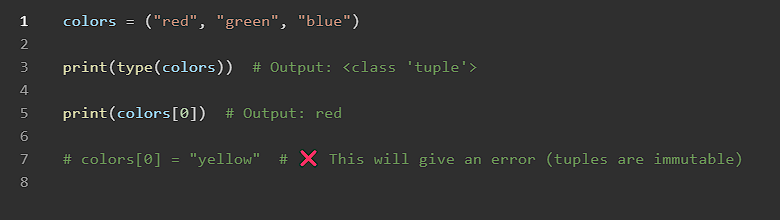 1 colors = ("red", "green", "blue")
2
3 print(type(colors))  # Output: <class 'tuple'>
4
5 print(colors[0])  # Output: red
6
7 # colors[0] = "yellow"  # ❌ This will give an error (tuples are immutable)
8